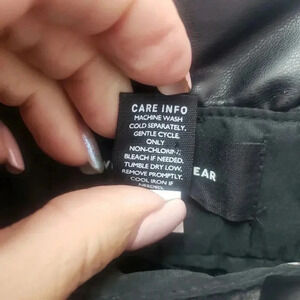 CARE INFO
MACHINE WASH
COLD SEPARATELY,
GENTLE CYCLE
ONLY
NON-CHLORINE
BLEACH IF NEEDED,
TUMBLE DRY LOW,
REMOVE PROMPTLY.
COOL IRON IF
NEEDED
EAR